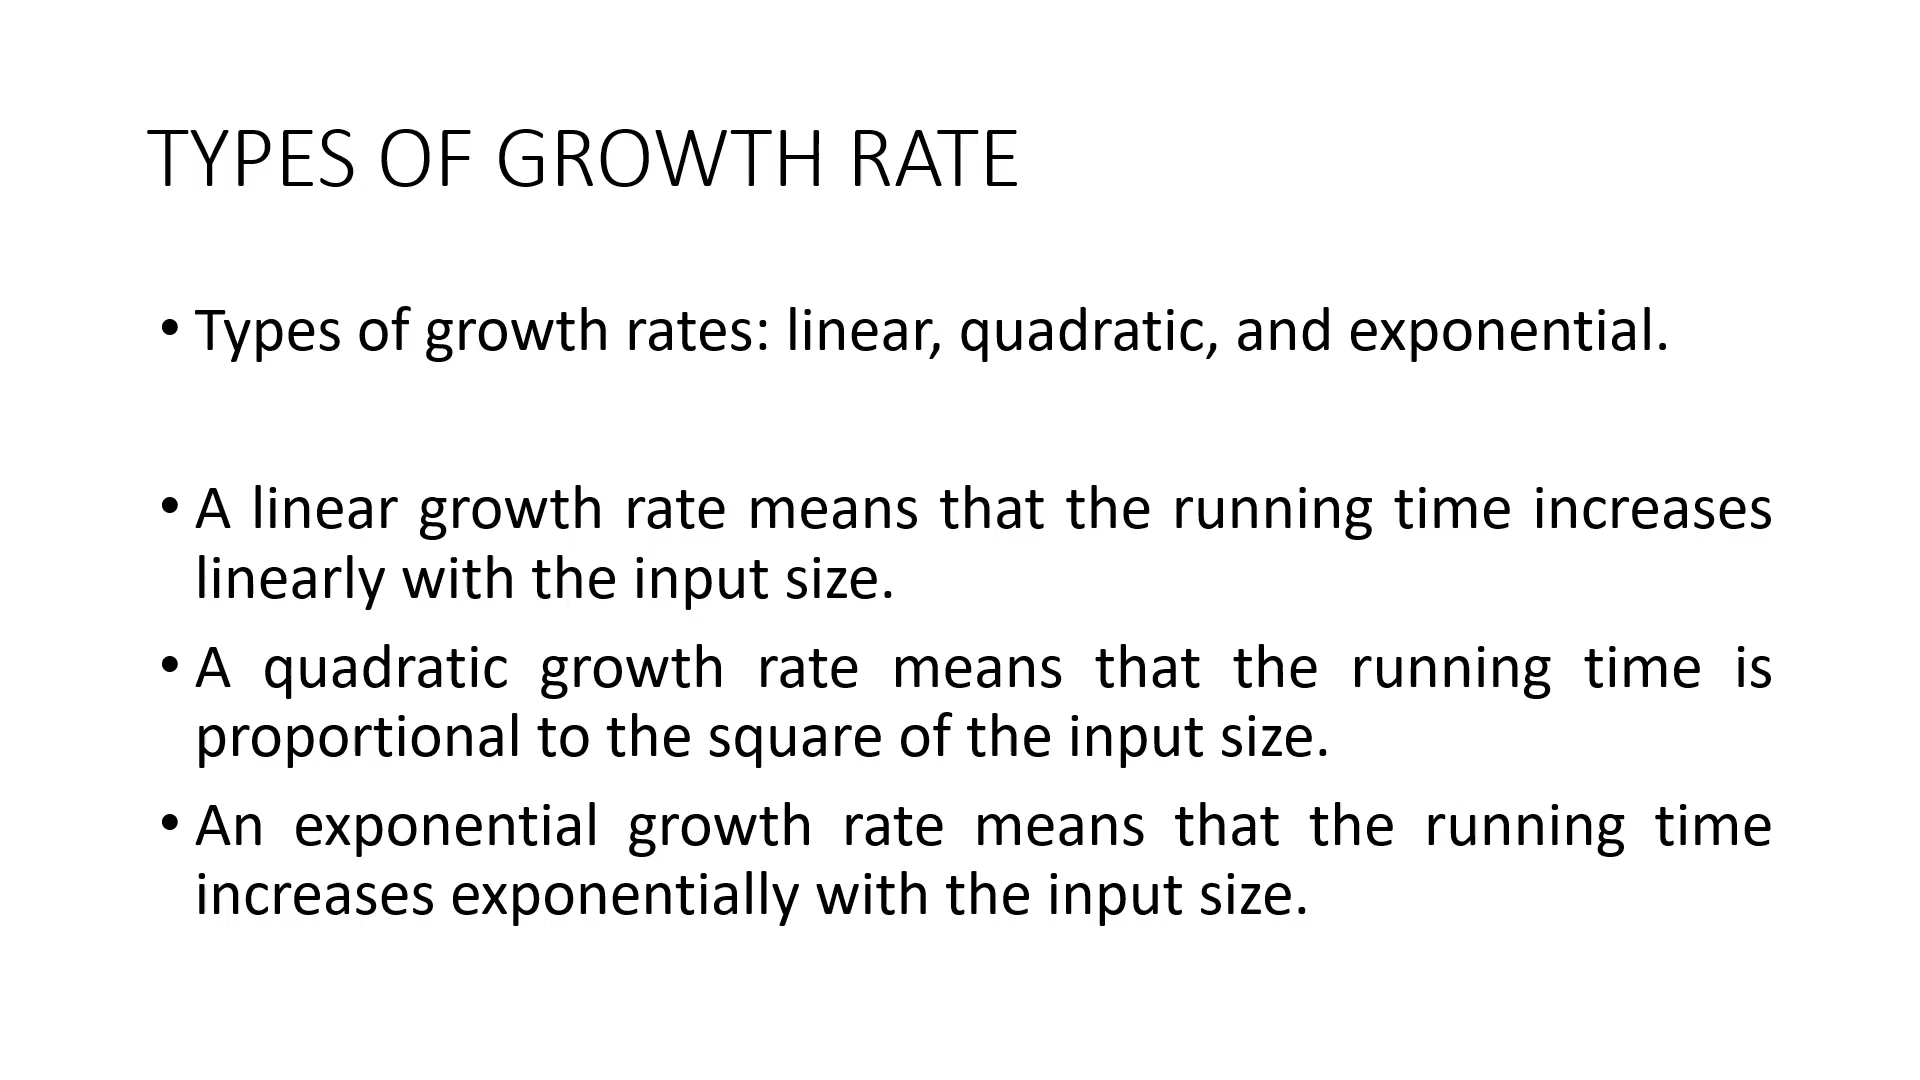 TYPES OF GROWTH RATE
• Types of growth rates: linear, quadratic, and exponential.
• A linear growth rate means that the running time increases
linearly with the input size.
• A quadratic growth rate means that the running time is
proportional to the square of the input size.
• An exponential growth rate means that the running time
increases exponentially with the input size.